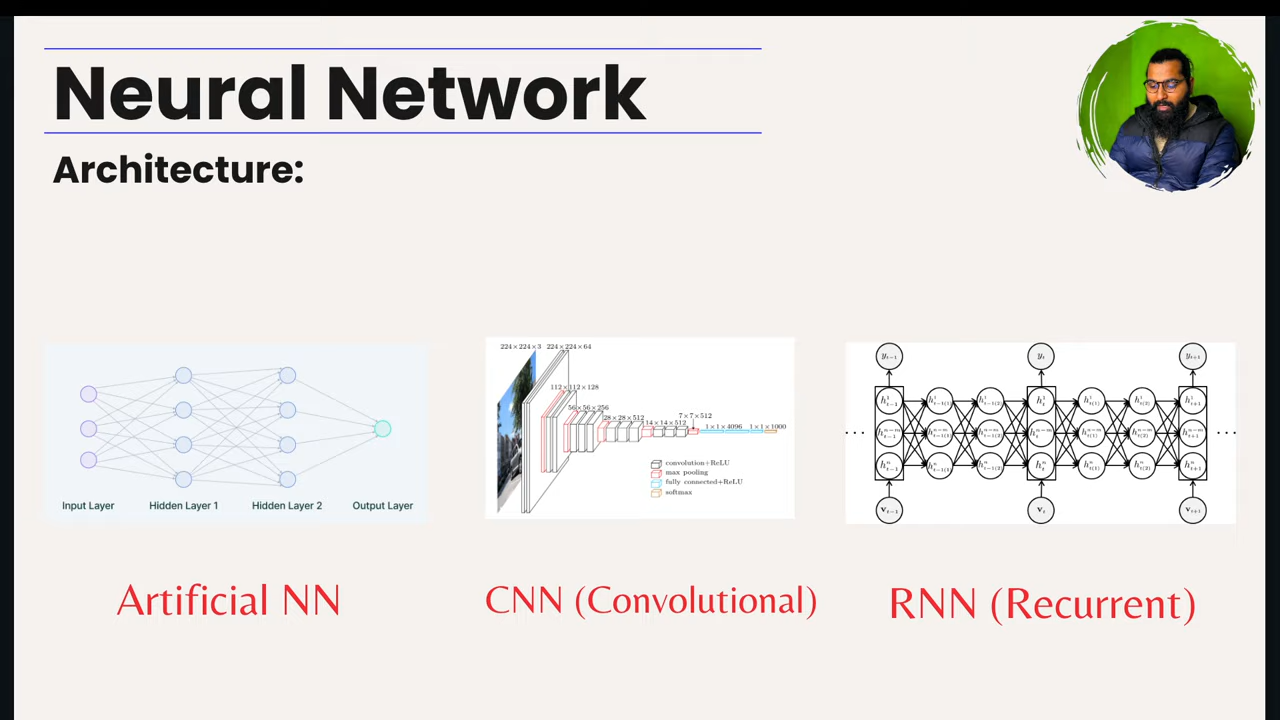 Neural Network
Architecture:
Input Layer
Hidden Layer 1
Hidden Layer 2
Output Layer
224×224×3
224×224×64
112×112×128
56×56×256
28×28×512
14×14×512
7×7×512
1×1×4096
1×1×1000
convolution+ReLU
max pooling
fully connected+ReLU
softmax
Artificial NN
CNN (Convolutional)
RNN (Recurrent)